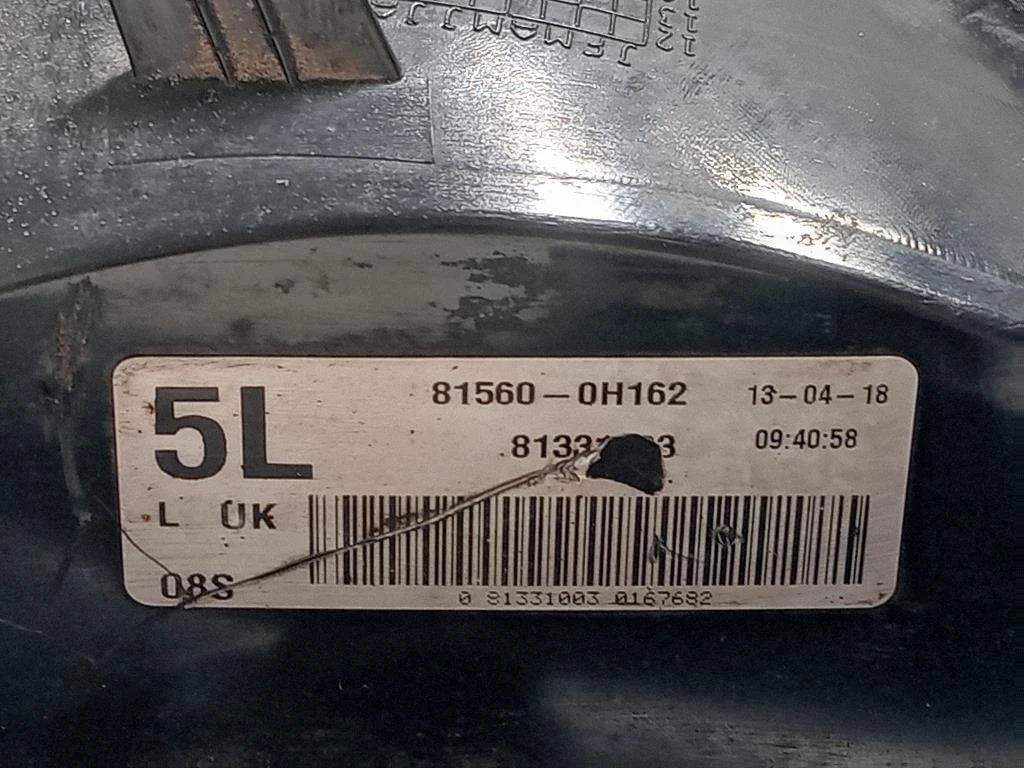 5L
81560-0H162
13-04-18
09:40:58
L UK
08S
0 81331003 0167682